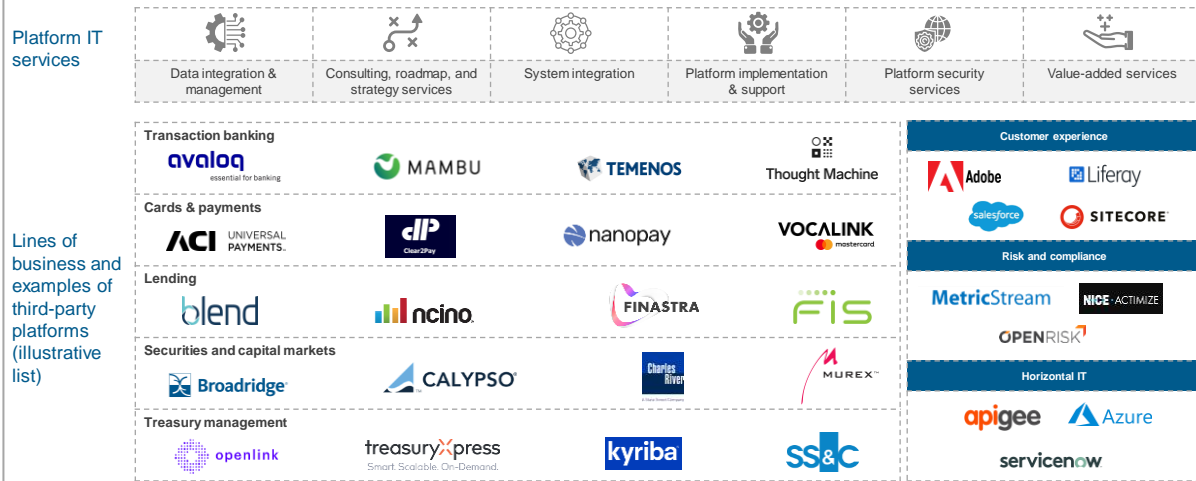 Platform IT
services
Data integration &
management
Consulting, roadmap, and
strategy services
System integration
Platform implementation
& support
Platform security
services
Value-added services
Lines of
business and
examples of
third-party
platforms
(illustrative
list)
Transaction banking
avaloq
essential for banking
MAMBU
TEMENOS
Thought Machine
Cards & payments
ACI UNIVERSAL
PAYMENTS.
Clear2Pay
nanopay
VOCALINK
mastercard
Lending
blend
ncino.
FINASTRA
FIS
Securities and capital markets
Broadridge
CALYPSO
Charles
River
A State Street Company
MUREX™
Treasury management
openlink
treasuryXpress
Smart. Scalable. On-Demand.
kyriba
SS&C
Customer experience
Adobe
Liferay
salesforce
SITECORE
Risk and compliance
MetricStream
NICE · ACTIMIZE
OPENRISK
Horizontal IT
apigee
Azure
servicenow